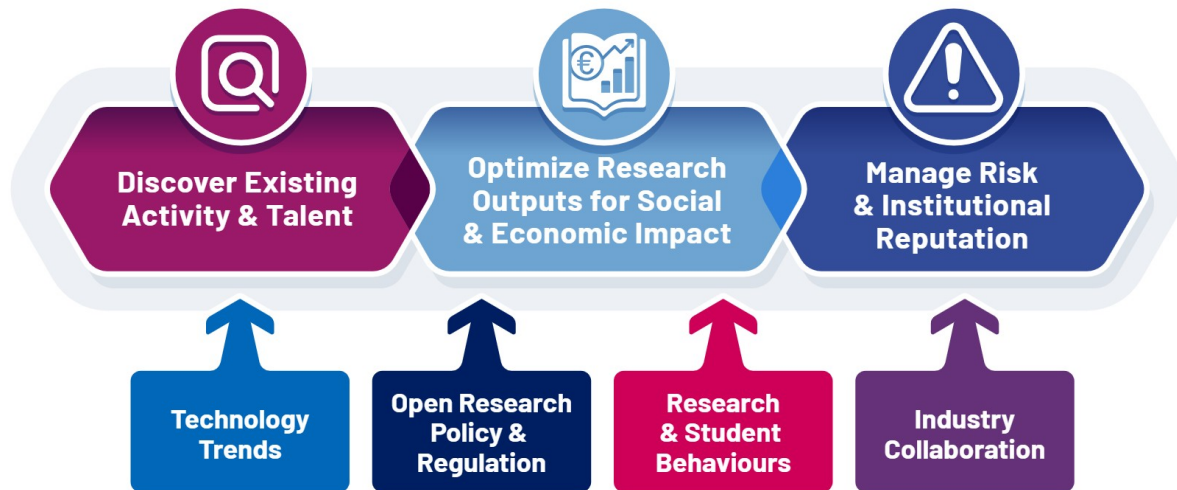 €
Discover Existing
Activity & Talent
Optimize Research
Outputs for Social
& Economic Impact
Manage Risk
& Institutional
Reputation
Technology
Trends
Open Research
Policy &
Regulation
Research
& Student
Behaviours
Industry
Collaboration